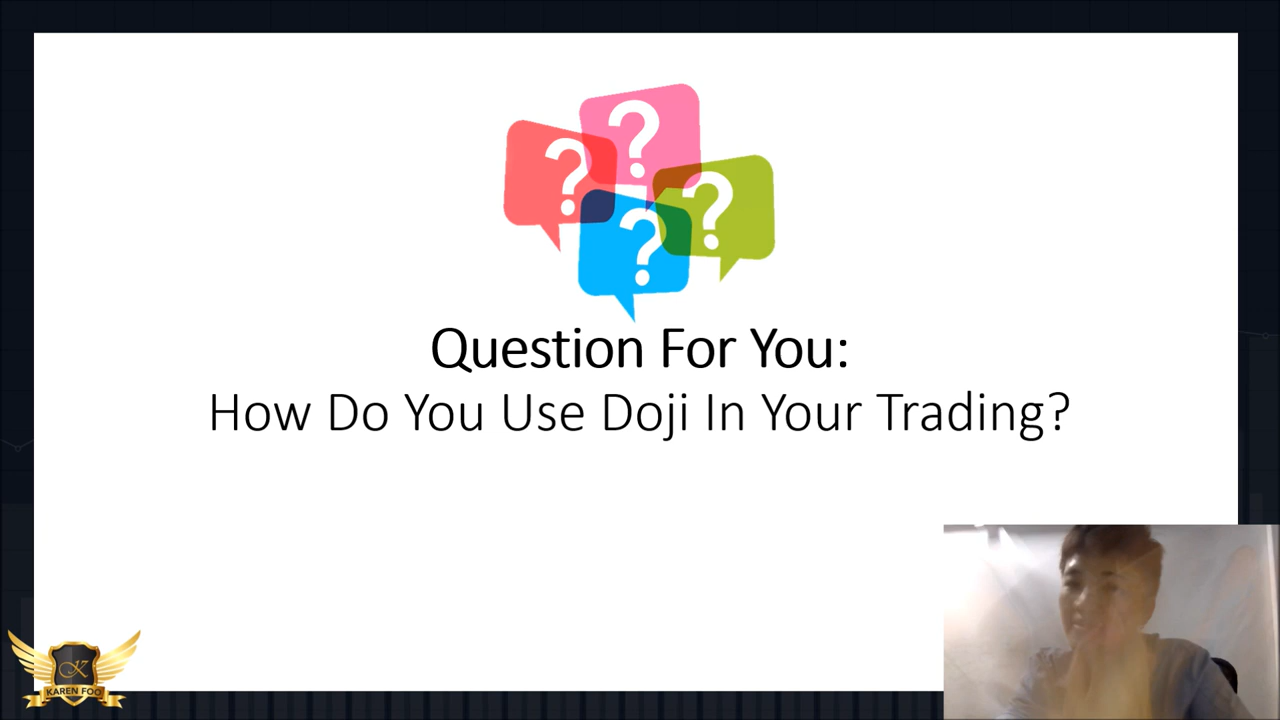 ? ? ? ?
Question For You:
How Do You Use Doji In Your Trading?
K
KAREN FOO